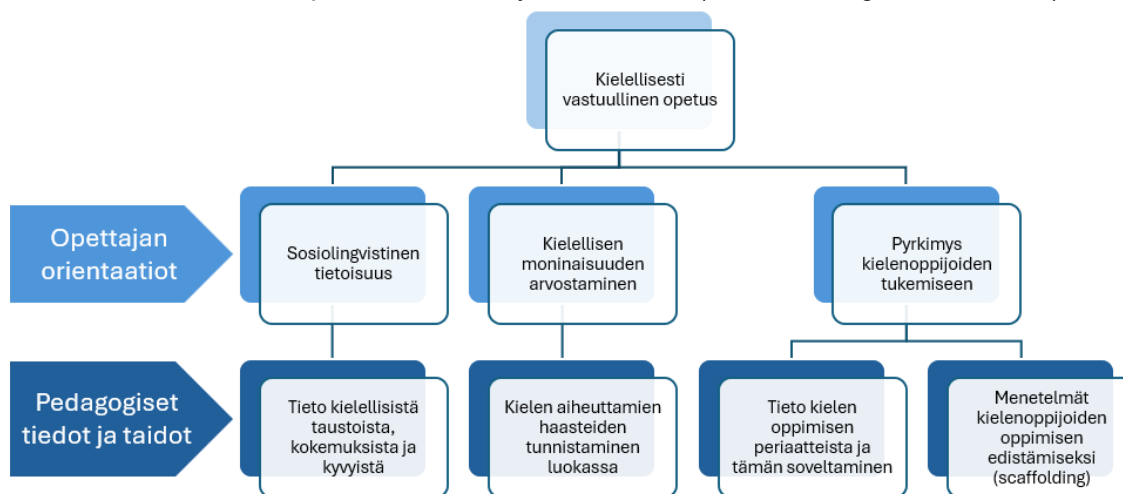 Kielellisesti
vastuullinen opetus
Opettajan
orientaatiot
Sosiolingvistinen
tietoisuus
Kielellisen
moninaisuuden
arvostaminen
Pyrkimys
kielenoppijoiden
tukemiseen
Pedagogiset
tiedot ja taidot
Tieto kielellisistä
taustoista,
kokemuksista ja
kyvyistä
Kielen aiheuttamien
haasteiden
tunnistaminen
luokassa
Tieto kielen
oppimisen
periaatteista ja
tämän soveltaminen
Menetelmät
kielenoppijoiden
oppimisen
edistämiseksi
(scaffolding)